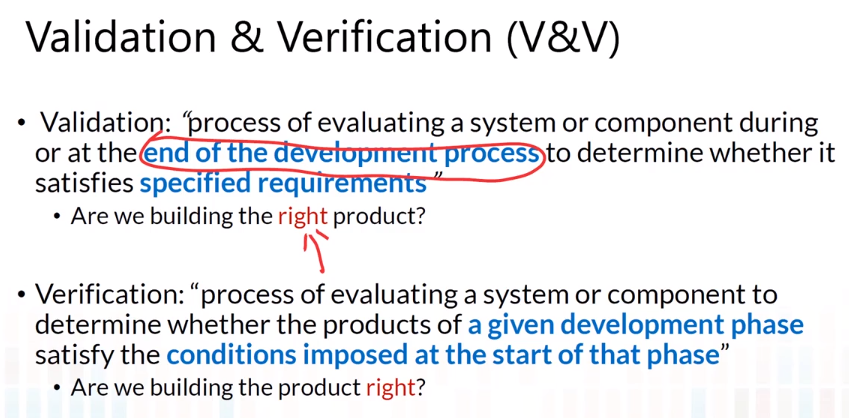 Validation & Verification (V&V)
• Validation: “process of evaluating a system or component during
or at the end of the development process to determine whether it
satisfies specified requirements”
• Are we building the right product?
• Verification: “process of evaluating a system or component to
determine whether the products of a given development phase
satisfy the conditions imposed at the start of that phase”
• Are we building the product right?